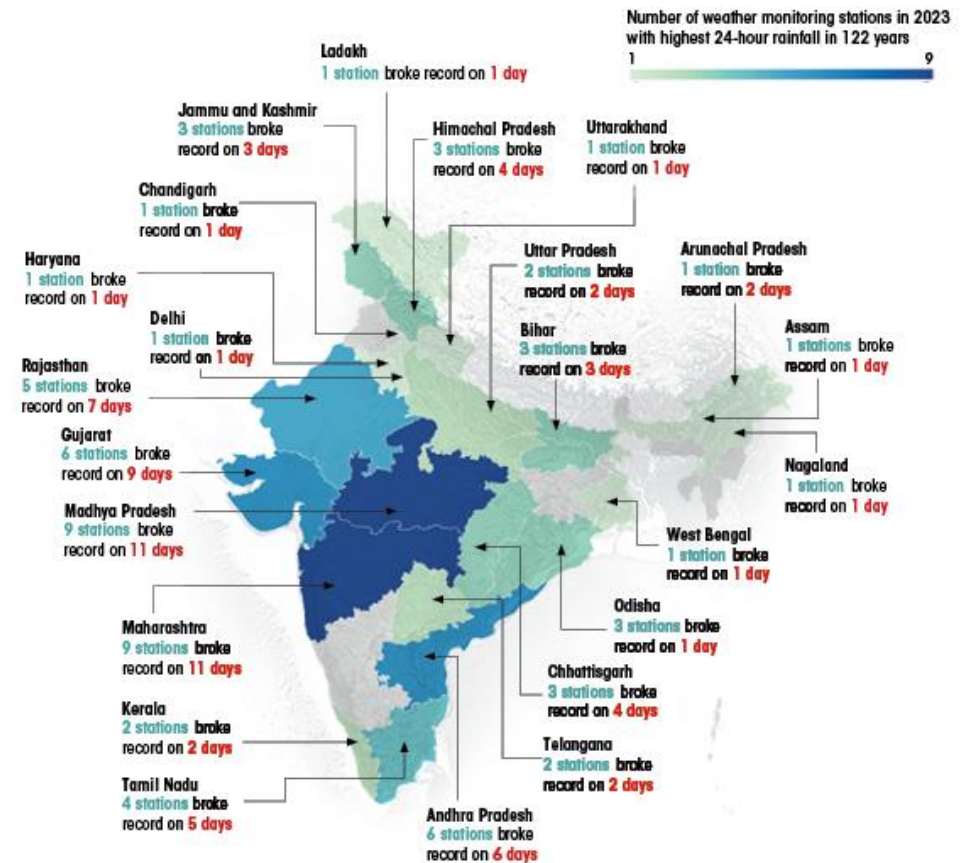 Number of weather monitoring stations in 2023
with highest 24-hour rainfall in 122 years
1 9
Ladakh
1 station broke record on 1 day
Jammu and Kashmir
3 stations broke
record on 3 days
Himachal Pradesh
3 stations broke
record on 4 days
Uttarakhand
1 station broke
record on 1 day
Chandigarh
1 station broke
record on 1 day
Haryana
1 station broke
record on 1 day
Uttar Pradesh
2 stations broke
record on 2 days
Arunachal Pradesh
1 station broke
record on 2 days
Delhi
1 station broke
record on 1 day
Bihar
3 stations broke
record on 3 days
Assam
1 stations broke
record on 1 day
Rajasthan
5 stations broke
record on 7 days
Gujarat
6 stations broke
record on 9 days
Nagaland
1 station broke
record on 1 day
Madhya Pradesh
9 stations broke
record on 11 days
West Bengal
1 station broke
record on 1 day
Odisha
3 stations broke
record on 1 day
Maharashtra
9 stations broke
record on 11 days
Chhattisgarh
3 stations broke
record on 4 days
Kerala
2 stations broke
record on 2 days
Telangana
2 stations broke
record on 2 days
Tamil Nadu
4 stations broke
record on 5 days
Andhra Pradesh
6 stations broke
record on 6 days